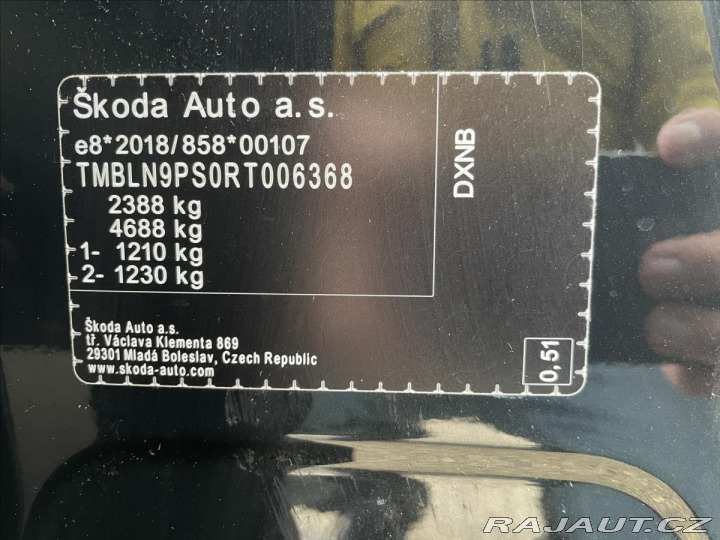 Škoda Auto a.s.
e8*2018/858*00107
TMBLN9PS0RT006368
2388 kg
4688 kg
1- 1210 kg
2- 1230 kg
DXNB
Škoda Auto a.s.
tř. Václava Klementa 869
29301 Mladá Boleslav, Czech Republic
www.skoda-auto.com
0,51
RAJAUT.CZ